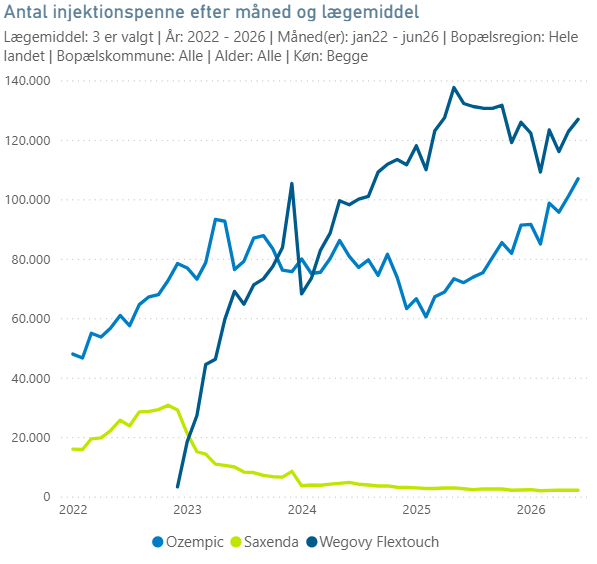 Antal injektionspenne efter måned og lægemiddel
Lægemiddel: 3 er valgt | År: 2022 - 2026 | Måned(er): jan22 - jun26 | Bopælsregion: Hele
landet | Bopælskommune: Alle | Alder: Alle | Køn: Begge
140.000
120.000
100.000
80.000
60.000
40.000
20.000
0
2022 2023 2024 2025 2026
Ozempic Saxenda Wegovy Flextouch